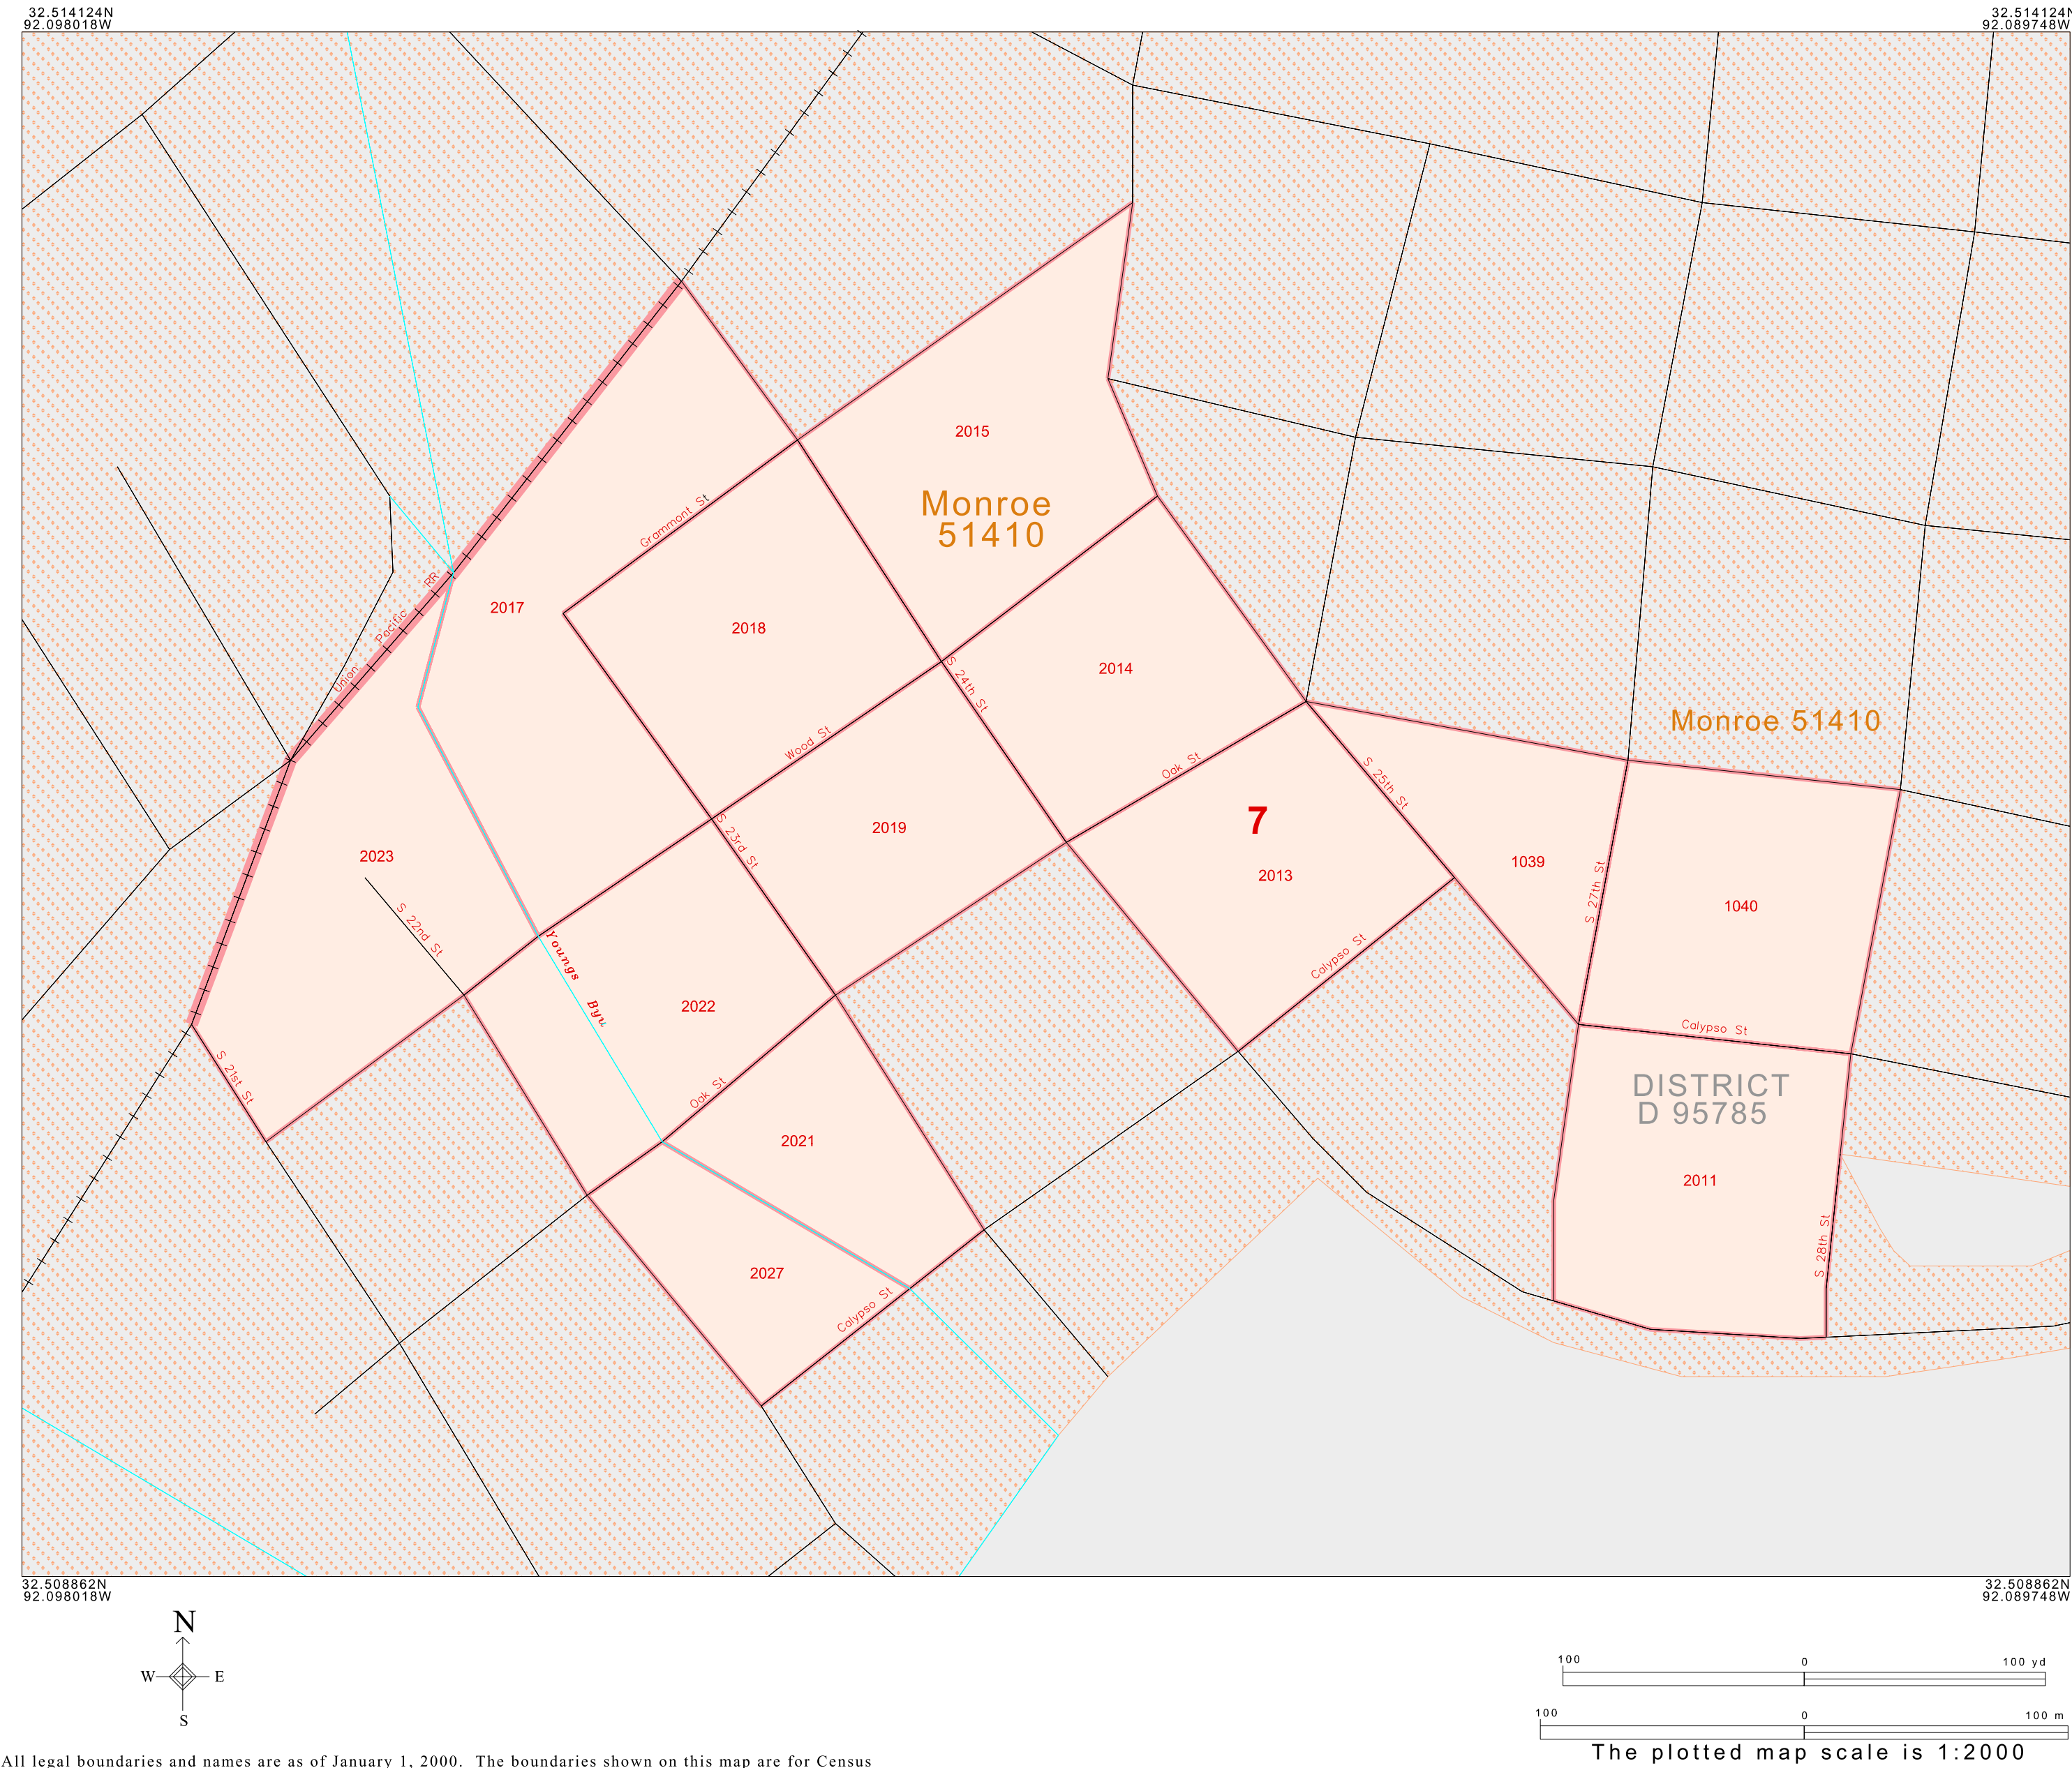 32.514124N
92.098018W
32.514124N
92.089748W
2015
Monroe
51410
Grammont St
RR
Pacific
Union
2017
2018
2014
S 24th St
Monroe 51410
Wood St
Oak St
S 25th St
7
2019
S 23rd St
2023
2013
1039
S 27th St
1040
S 22nd St
Youngs Byu
Calypso St
2022
Calypso St
S 21st St
Oak St
DISTRICT
D 95785
2021
2011
S 28th St
2027
Calypso St
32.508862N
92.098018W
32.508862N
92.089748W
N
W
E
S
100 0 100 yd
100 0 100 m
The plotted map scale is 1:2000
All legal boundaries and names are as of January 1, 2000. The boundaries shown on this map are for Census